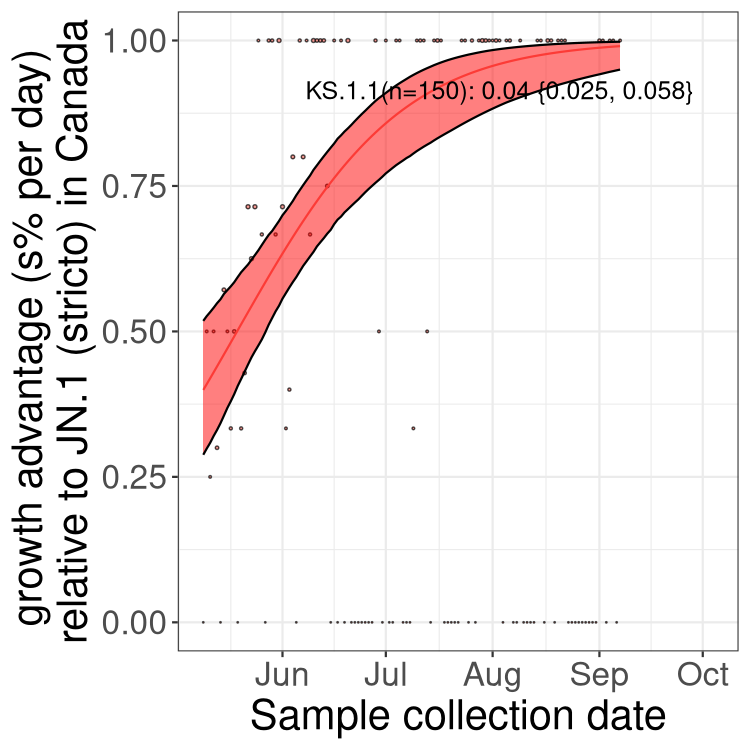 growth advantage (s% per day)
relative to JN.1 (stricto) in Canada
1.00
0.75
0.50
0.25
0.00
KS.1.1(n=150): 0.04 {0.025, 0.058}
Jun Jul Aug Sep Oct
Sample collection date